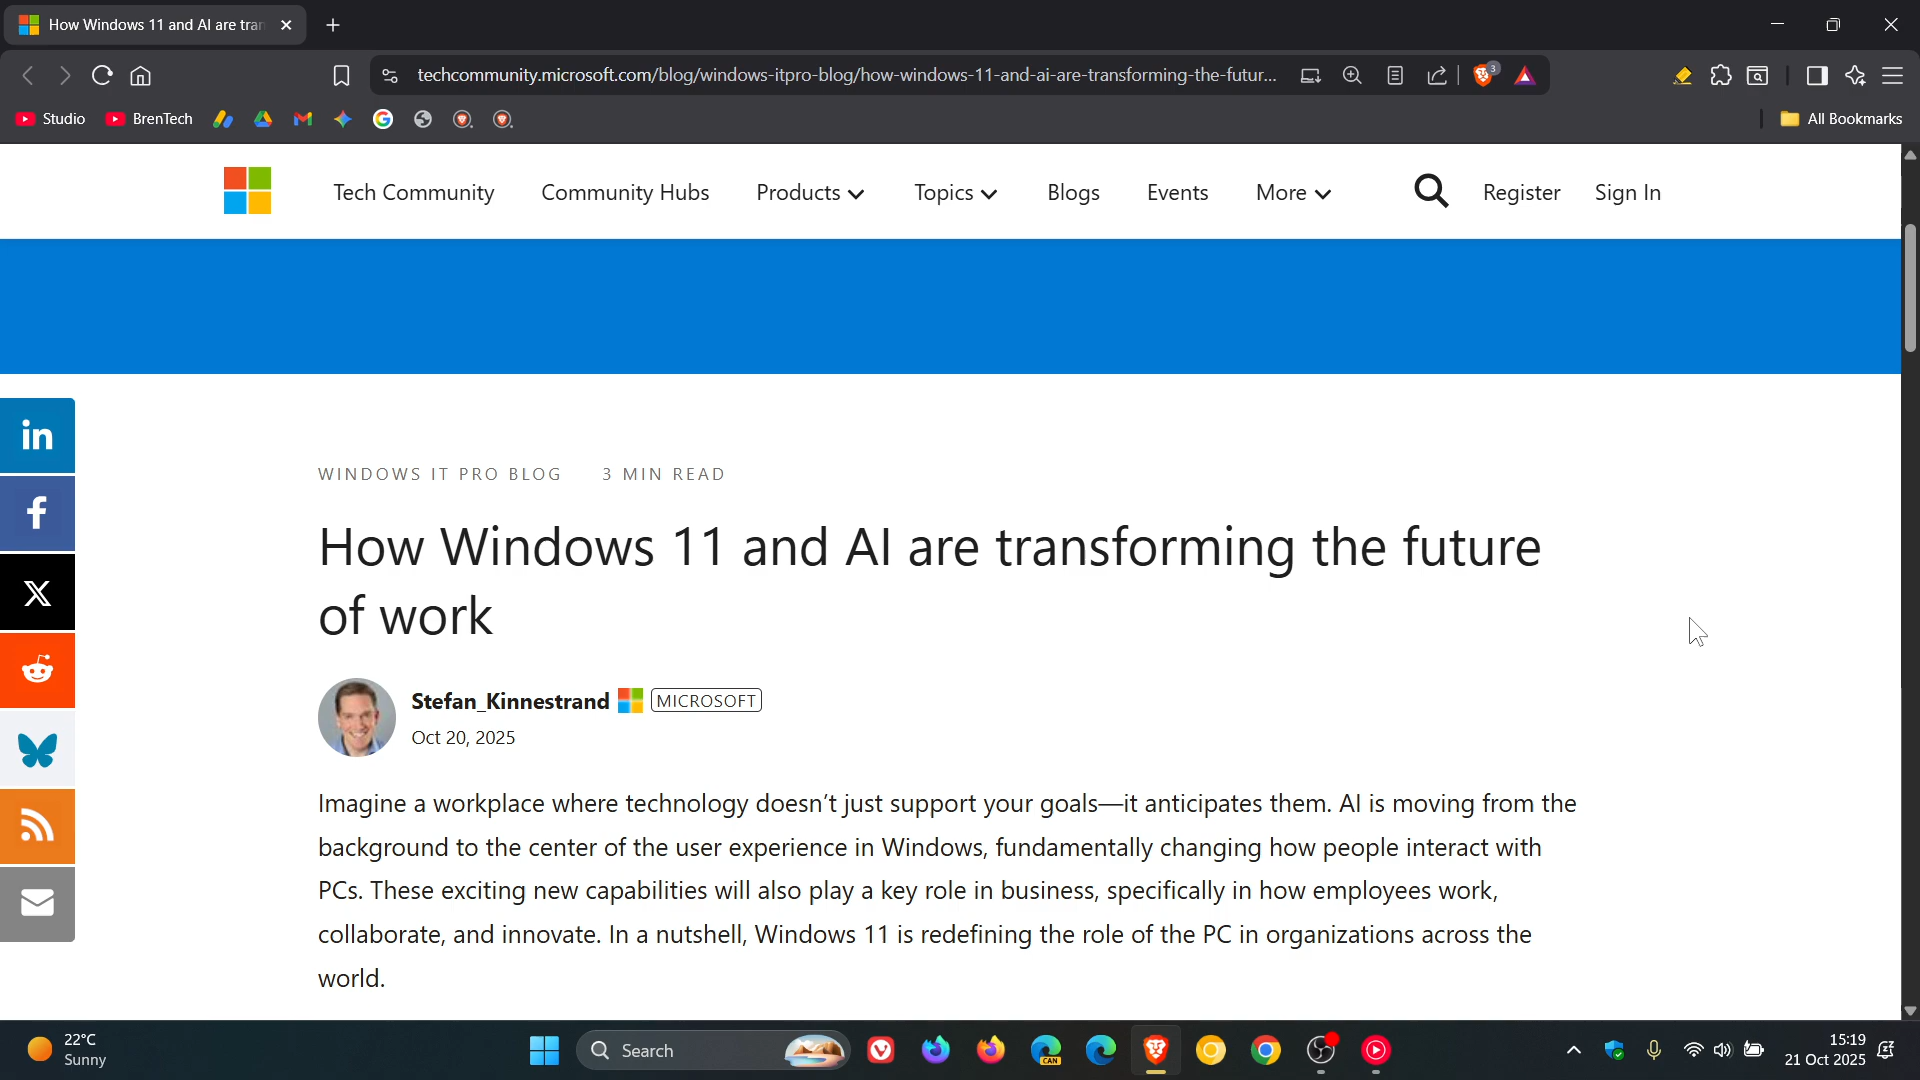 How Windows 11 and AI are tran
techcommunity.microsoft.com/blog/windows-itpro-blog/how-windows-11-and-ai-are-transforming-the-futur...
3
Studio
BrenTech
All Bookmarks
Tech Community
Community Hubs
Products
Topics
Blogs
Events
More
Register
Sign In
WINDOWS IT PRO BLOG
3 MIN READ
How Windows 11 and AI are transforming the future
of work
Stefan_Kinnestrand
MICROSOFT
Oct 20, 2025
Imagine a workplace where technology doesn't just support your goals—it anticipates them. AI is moving from the
background to the center of the user experience in Windows, fundamentally changing how people interact with
PCs. These exciting new capabilities will also play a key role in business, specifically in how employees work,
collaborate, and innovate. In a nutshell, Windows 11 is redefining the role of the PC in organizations across the
world.
22°C
Sunny
Search
CAN
15:19
21 Oct 2025